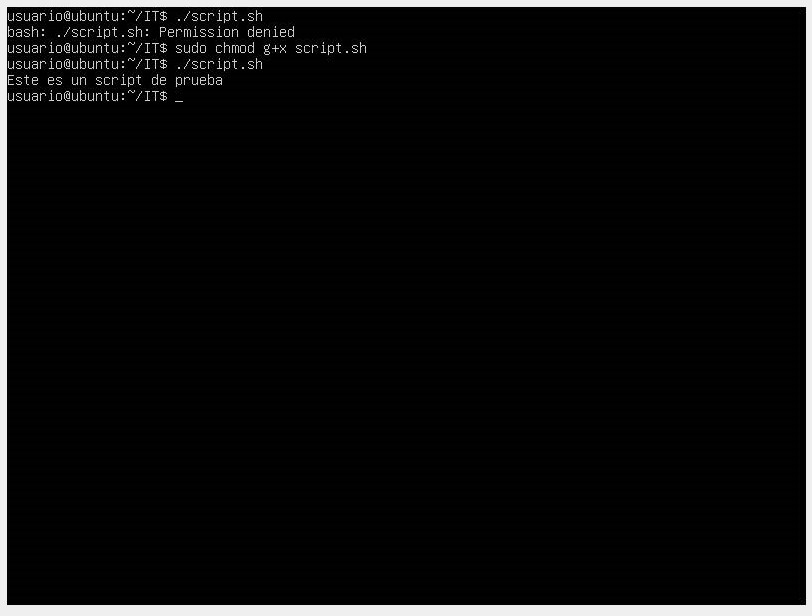 usuario@ubuntu:~/IT$ ./script.sh
bash: ./script.sh: Permission denied
usuario@ubuntu:~/IT$ sudo chmod g+x script.sh
usuario@ubuntu:~/IT$ ./script.sh
Este es un script de prueba
usuario@ubuntu:~/IT$ _